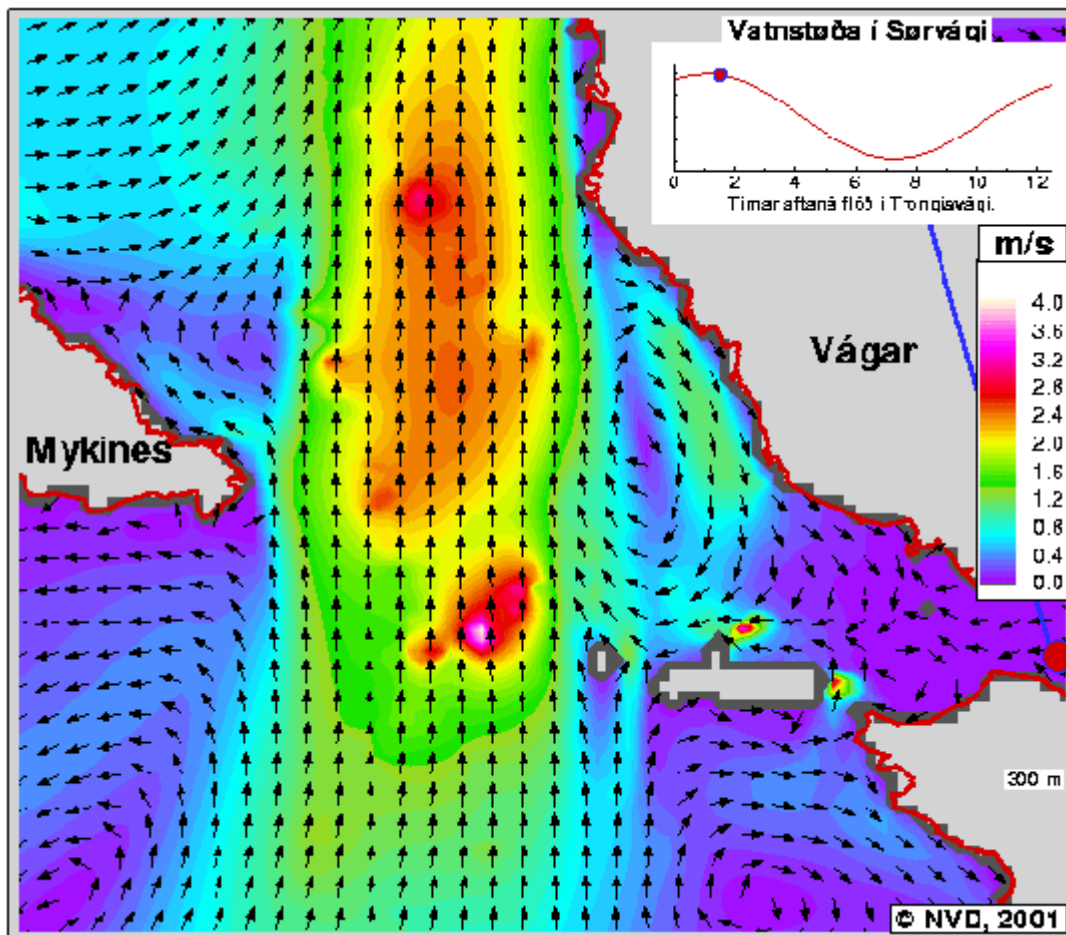 Vatnstøða í Sørvági
0 2 4 6 8 10 12
Tímar aftaná flóð í Trongisvági.
m/s
4.0
3.6
3.2
2.8
2.4
2.0
1.6
1.2
0.8
0.4
0.0
Vágar
Mykines
300 m
© NVD, 2001